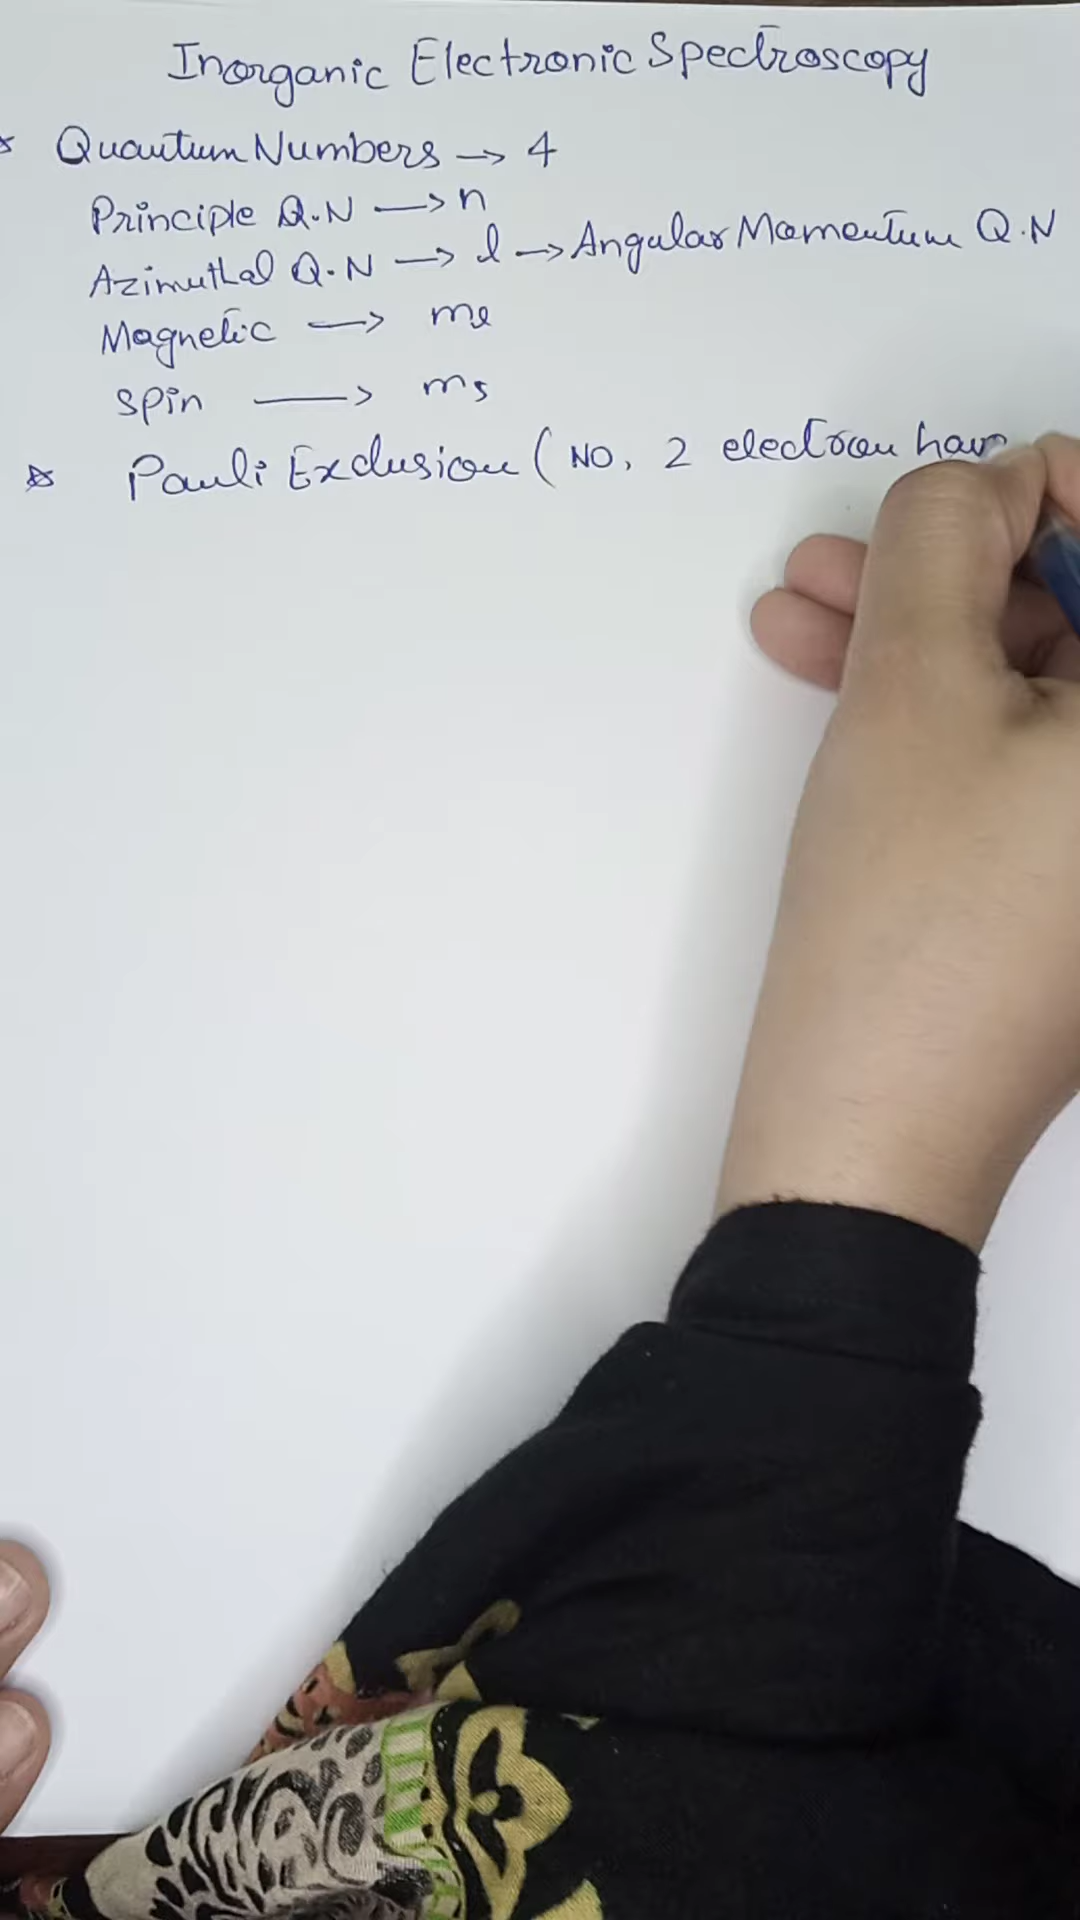 Inorganic Electronic Spectroscopy
Quantum Numbers → 4
Principle Q.N → n
Azimuthal Q.N → l → Angular Momentum Q.N
Magnetic → ml
Spin → ms
☆ Pauli Exclusion (NO. 2 electron hav